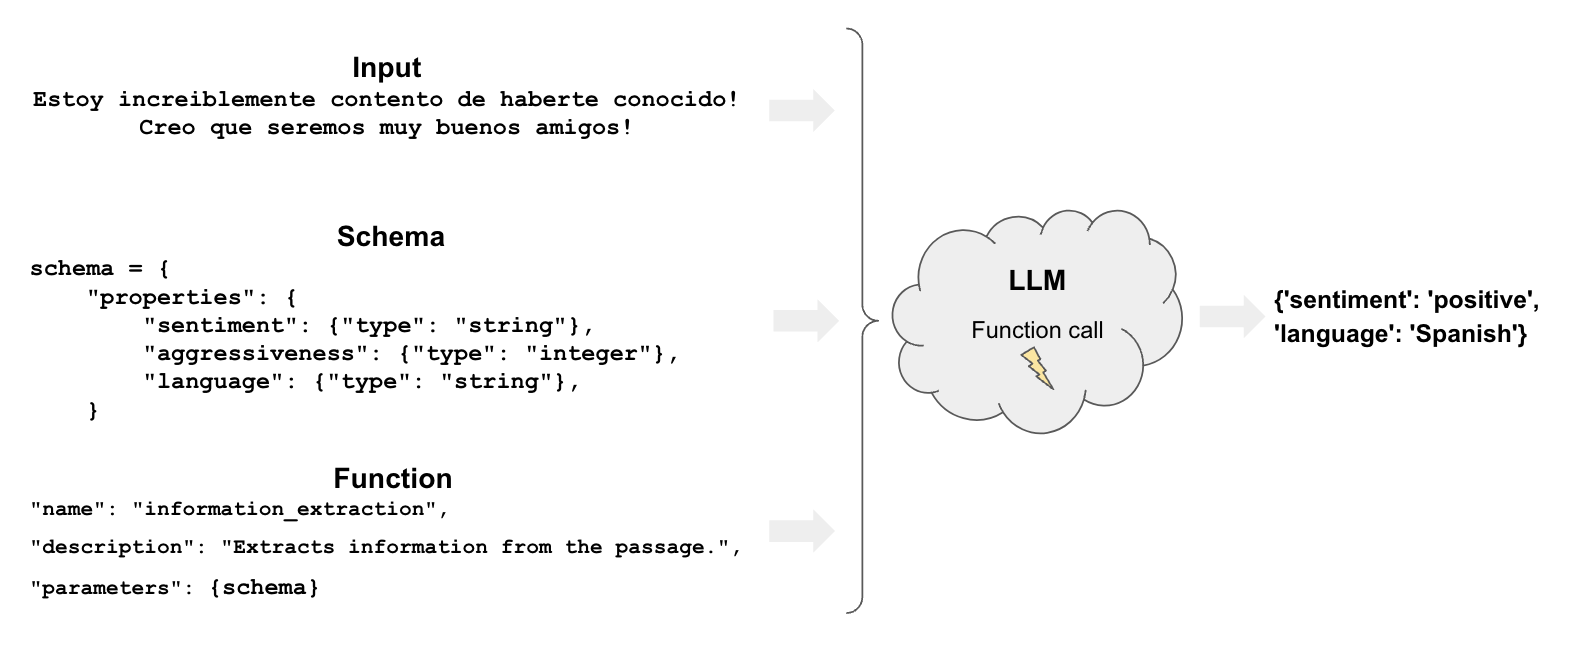 Input
Estoy increiblemente contento de haberte conocido!
Creo que seremos muy buenos amigos!
Schema
schema = {
    "properties": {
        "sentiment": {"type": "string"},
        "aggressiveness": {"type": "integer"},
        "language": {"type": "string"},
    }
Function
"name": "information_extraction",
"description": "Extracts information from the passage.",
"parameters": {schema}
LLM
Function call
{'sentiment': 'positive',
'language': 'Spanish'}